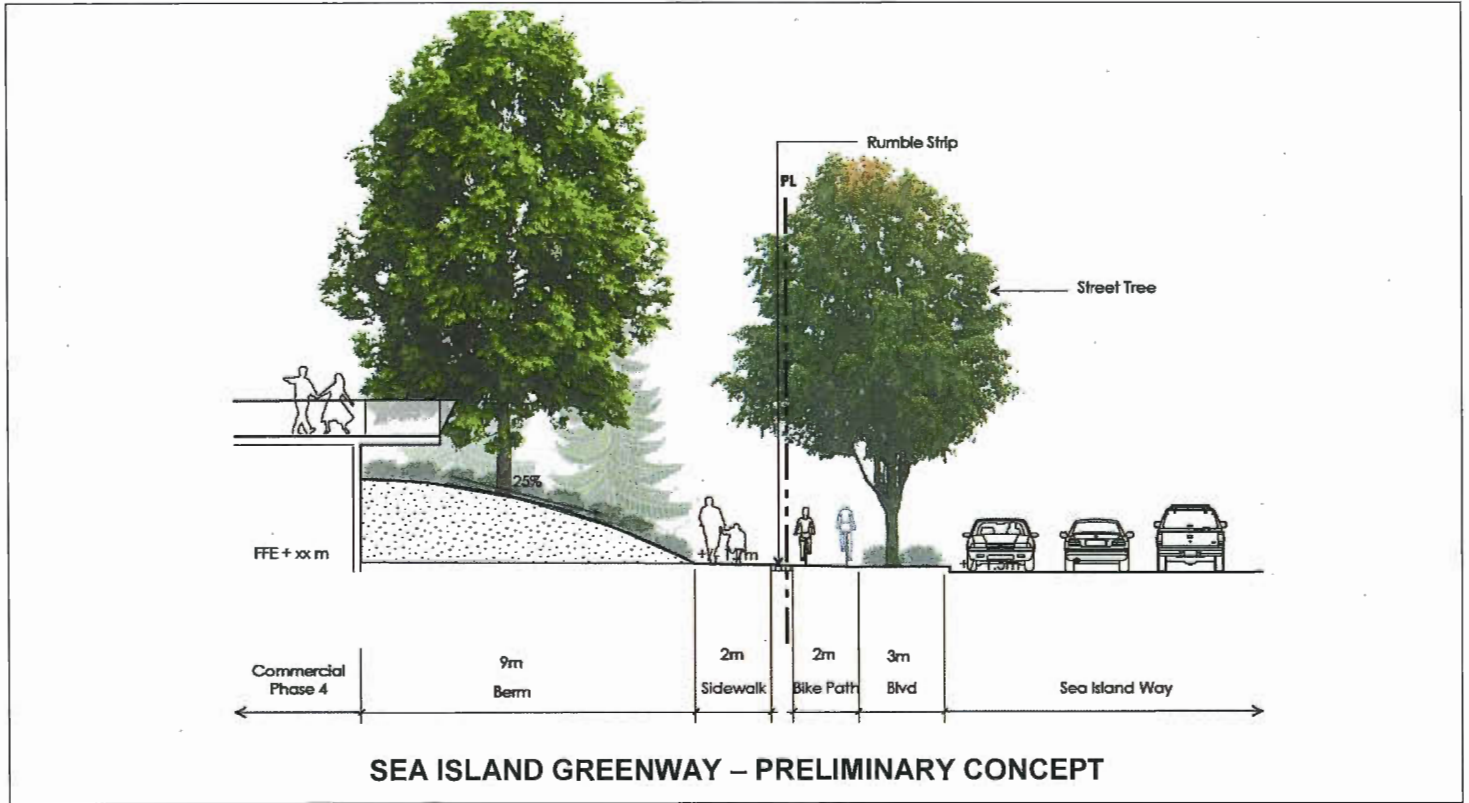 Rumble Strip
PL
Street Tree
25%
FFE + xx m
Commercial
Phase 4
9m
Berm
2m
Sidewalk
2m
Bike Path
3m
Blvd
Sea Island Way
SEA ISLAND GREENWAY – PRELIMINARY CONCEPT